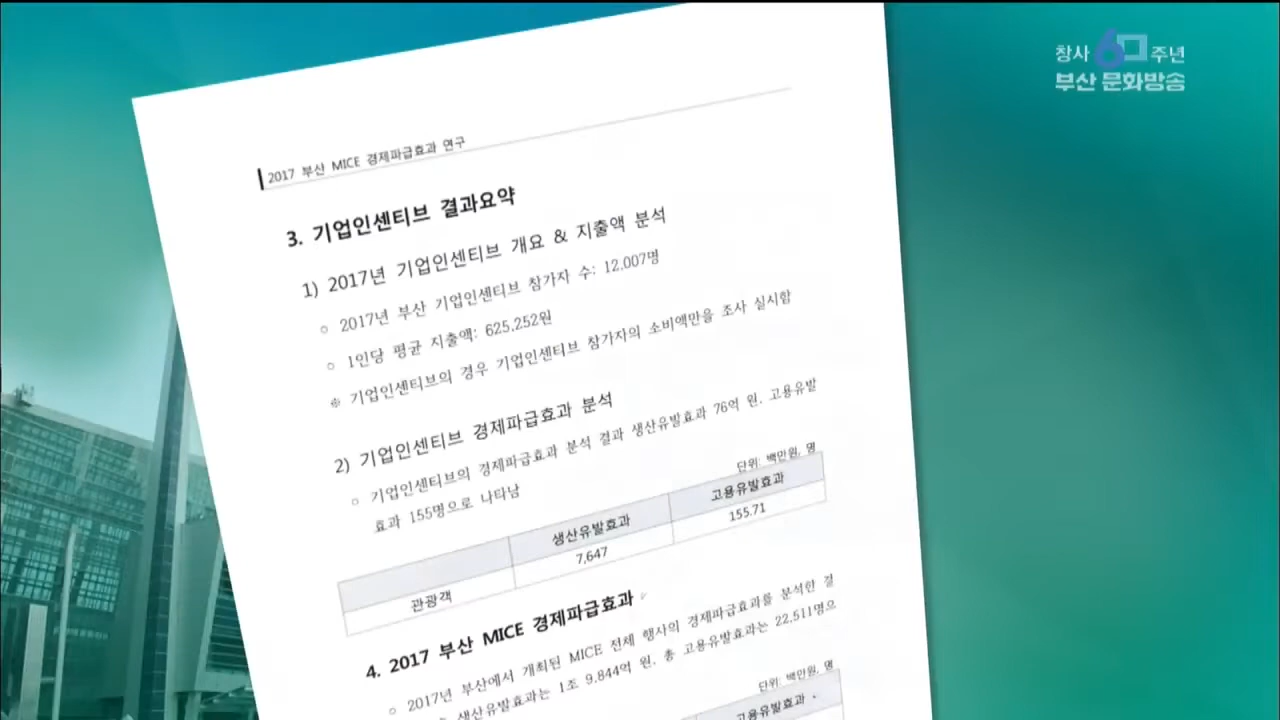 창사 60 주년
부산 문화방송
2017 부산 MICE 경제파급효과 연구
3. 기업인센티브 결과요약
1) 2017년 기업인센티브 개요 & 지출액 분석
○ 2017년 부산 기업인센티브 참가자 수: 12,007명
○ 1인당 평균 지출액: 625,252원
※ 기업인센티브의 경우 기업인센티브 참가자의 소비액만을 조사 실시함
2) 기업인센티브 경제파급효과 분석
○ 기업인센티브의 경제파급효과 분석 결과 생산유발효과 76억 원, 고용유발
효과 155명으로 나타남
단위: 백만원, 명
생산유발효과 고용유발효과
관광객 7,647 155.71
4. 2017 부산 MICE 경제파급효과
○ 2017년 부산에서 개최된 MICE 전체 행사의 경제파급효과를 분석한 결
생산유발효과는 1조 9,844억 원, 총 고용유발효과는 22,511명으
단위: 백만원, 명
고용유발효과